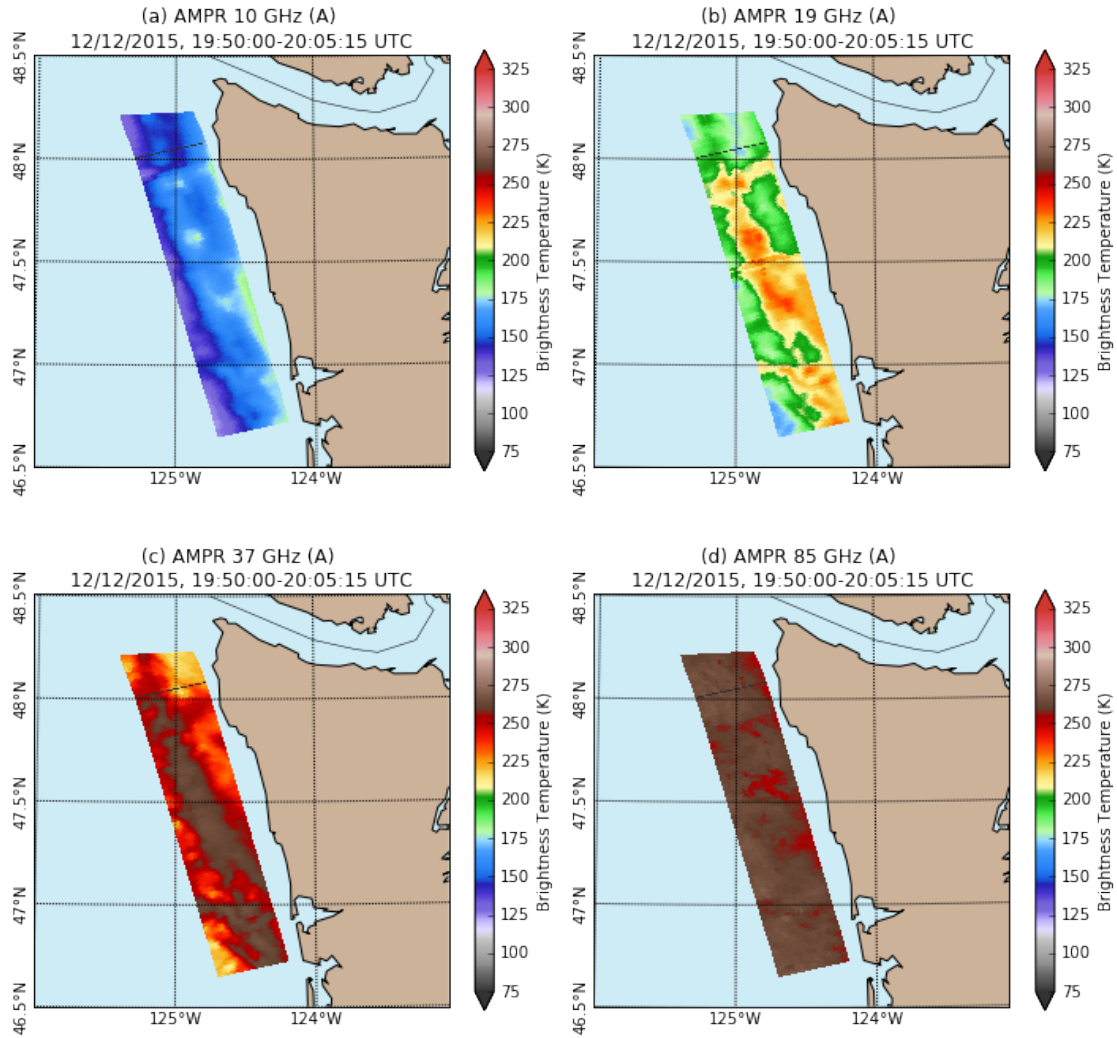 (a) AMPR 10 GHz (A)
12/12/2015, 19:50:00-20:05:15 UTC
48.5°N
48°N
47.5°N
47°N
46.5°N
125°W
124°W
325
300
275
250
225
200
175
150
125
100
75
Brightness Temperature (K)
(b) AMPR 19 GHz (A)
12/12/2015, 19:50:00-20:05:15 UTC
48.5°N
48°N
47.5°N
47°N
46.5°N
125°W
124°W
325
300
275
250
225
200
175
150
125
100
75
Brightness Temperature (K)
(c) AMPR 37 GHz (A)
12/12/2015, 19:50:00-20:05:15 UTC
48.5°N
48°N
47.5°N
47°N
46.5°N
125°W
124°W
325
300
275
250
225
200
175
150
125
100
75
Brightness Temperature (K)
(d) AMPR 85 GHz (A)
12/12/2015, 19:50:00-20:05:15 UTC
48.5°N
48°N
47.5°N
47°N
46.5°N
125°W
124°W
325
300
275
250
225
200
175
150
125
100
75
Brightness Temperature (K)